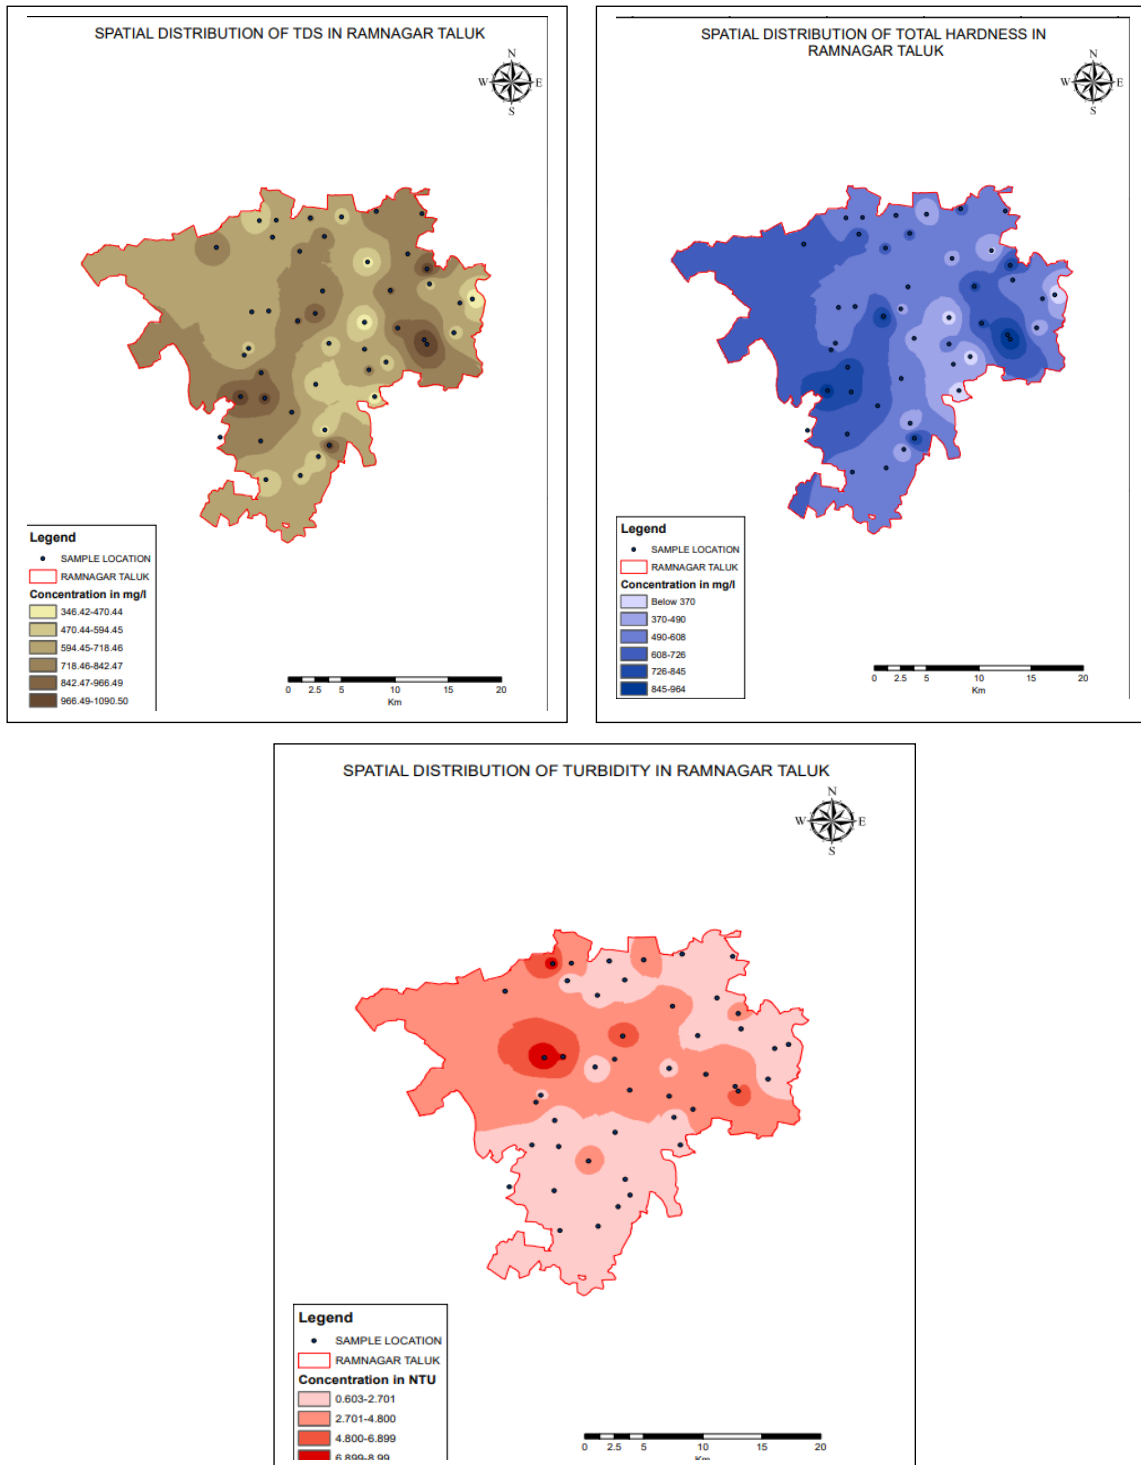 SPATIAL DISTRIBUTION OF TDS IN RAMNAGAR TALUK
N
W E
S
Legend
SAMPLE LOCATION
RAMNAGAR TALUK
Concentration in mg/l
346.42-470.44
470.44-594.45
594.45-718.46
718.46-842.47
842.47-966.49
966.49-1090.50
0 2.5 5 10 15 20
Km
SPATIAL DISTRIBUTION OF TOTAL HARDNESS IN
RAMNAGAR TALUK
N
W E
S
Legend
SAMPLE LOCATION
RAMNAGAR TALUK
Concentration in mg/l
Below 370
370-490
490-608
608-726
726-845
845-964
0 2.5 5 10 15 20
Km
SPATIAL DISTRIBUTION OF TURBIDITY IN RAMNAGAR TALUK
N
W E
S
Legend
SAMPLE LOCATION
RAMNAGAR TALUK
Concentration in NTU
0.603-2.701
2.701-4.800
4.800-6.899
6.899-8.99
0 2.5 5 10 15 20
Km